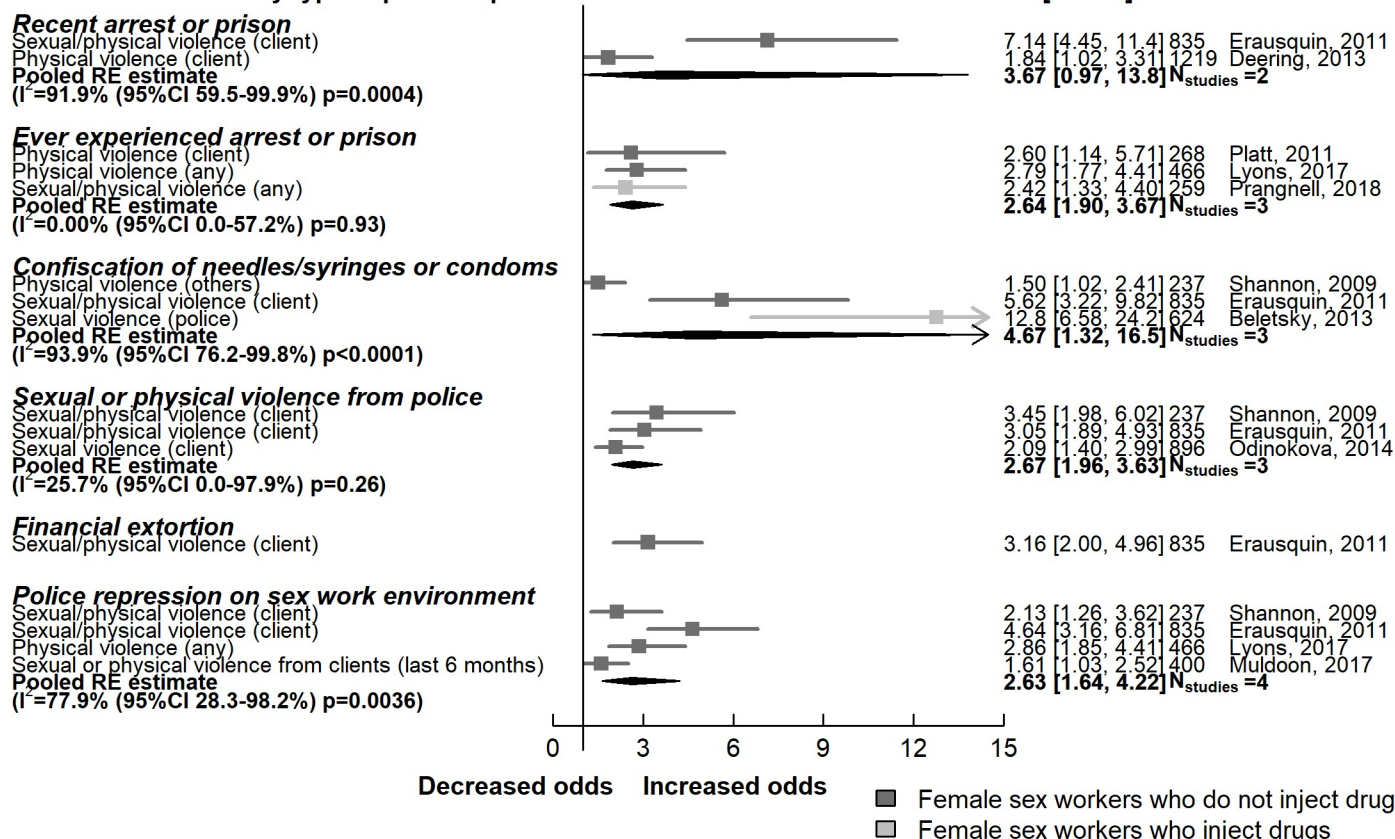 Recent arrest or prison
Sexual/physical violence (client) 7.14 [4.45, 11.4] 835 Erausquin, 2011
Physical violence (client) 1.84 [1.02, 3.31] 1219 Deering, 2013
Pooled RE estimate 3.67 [0.97, 13.8] Nstudies =2
(I²=91.9% (95%CI 59.5-99.9%) p=0.0004)
Ever experienced arrest or prison
Physical violence (client) 2.60 [1.14, 5.71] 268 Platt, 2011
Physical violence (any) 2.79 [1.77, 4.41] 466 Lyons, 2017
Sexual/physical violence (any) 2.42 [1.33, 4.40] 259 Prangnell, 2018
Pooled RE estimate 2.64 [1.90, 3.67] Nstudies =3
(I²=0.00% (95%CI 0.0-57.2%) p=0.93)
Confiscation of needles/syringes or condoms
Physical violence (others) 1.50 [1.02, 2.41] 237 Shannon, 2009
Sexual/physical violence (client) 5.62 [3.22, 9.82] 835 Erausquin, 2011
Sexual violence (police) 12.8 [6.58, 24.2] 624 Beletsky, 2013
Pooled RE estimate 4.67 [1.32, 16.5] Nstudies =3
(I²=93.9% (95%CI 76.2-99.8%) p<0.0001)
Sexual or physical violence from police
Sexual/physical violence (client) 3.45 [1.98, 6.02] 237 Shannon, 2009
Sexual/physical violence (client) 3.05 [1.89, 4.93] 835 Erausquin, 2011
Sexual violence (client) 2.09 [1.40, 2.99] 896 Odinokova, 2014
Pooled RE estimate 2.67 [1.96, 3.63] Nstudies =3
(I²=25.7% (95%CI 0.0-97.9%) p=0.26)
Financial extortion
Sexual/physical violence (client) 3.16 [2.00, 4.96] 835 Erausquin, 2011
Police repression on sex work environment
Sexual/physical violence (client) 2.13 [1.26, 3.62] 237 Shannon, 2009
Sexual/physical violence (client) 4.64 [3.16, 6.81] 835 Erausquin, 2011
Physical violence (any) 2.86 [1.85, 4.41] 466 Lyons, 2017
Sexual or physical violence from clients (last 6 months) 1.61 [1.03, 2.52] 400 Muldoon, 2017
Pooled RE estimate 2.63 [1.64, 4.22] Nstudies =4
(I²=77.9% (95%CI 28.3-98.2%) p=0.0036)
0 3 6 9 12 15
Decreased odds Increased odds
Female sex workers who do not inject drug
Female sex workers who inject drugs